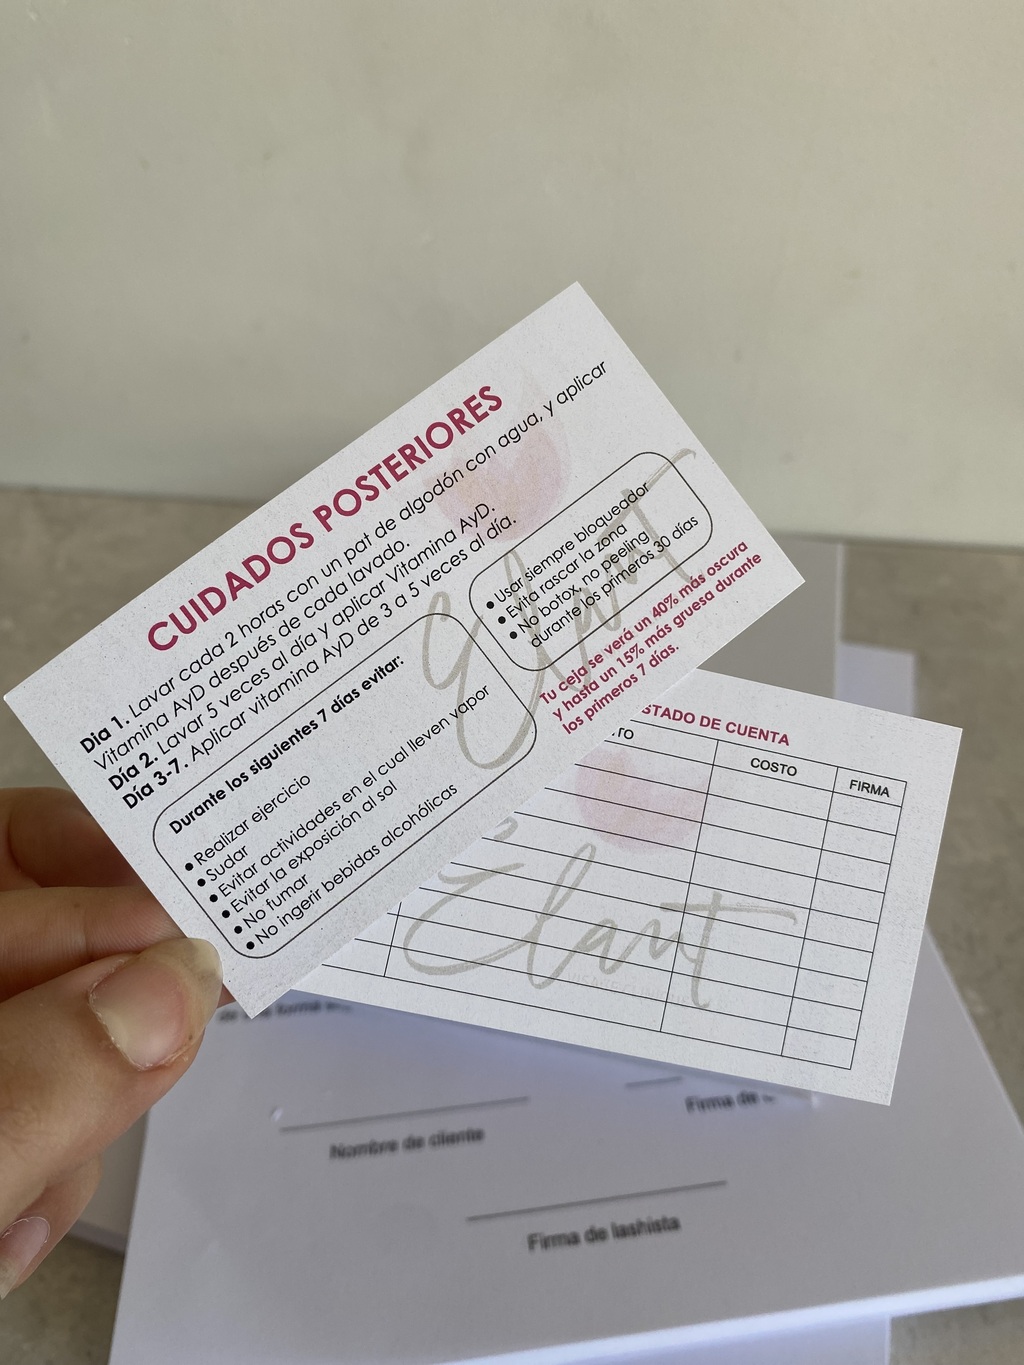 CUIDADOS POSTERIORES
Dia 1. Lavar cada 2 horas con un pat de algodón con agua, y aplicar
Vitamina AyD después de cada lavado.
Día 2. Lavar 5 veces al día y aplicar Vitamina AyD.
Día 3-7. Aplicar vitamina AyD de 3 a 5 veces al día.
Durante los siguientes 7 días evitar:
• Realizar ejercicio
• Sudar
• Evitar actividades en el cual lleven vapor
• Evitar la exposición al sol
• No fumar
• No ingerir bebidas alcohólicas
• Usar siempre bloqueador
• Evita rascar la zona
• No botox, no peeling
durante los primeros 30 días
Tu ceja se verá un 40% más oscura
y hasta un 15% más gruesa durante
los primeros 7 días.
Elant
STADO DE CUENTA
TO
COSTO
FIRMA
Elant
Nombre de cliente
Firma de
Firma de lashista